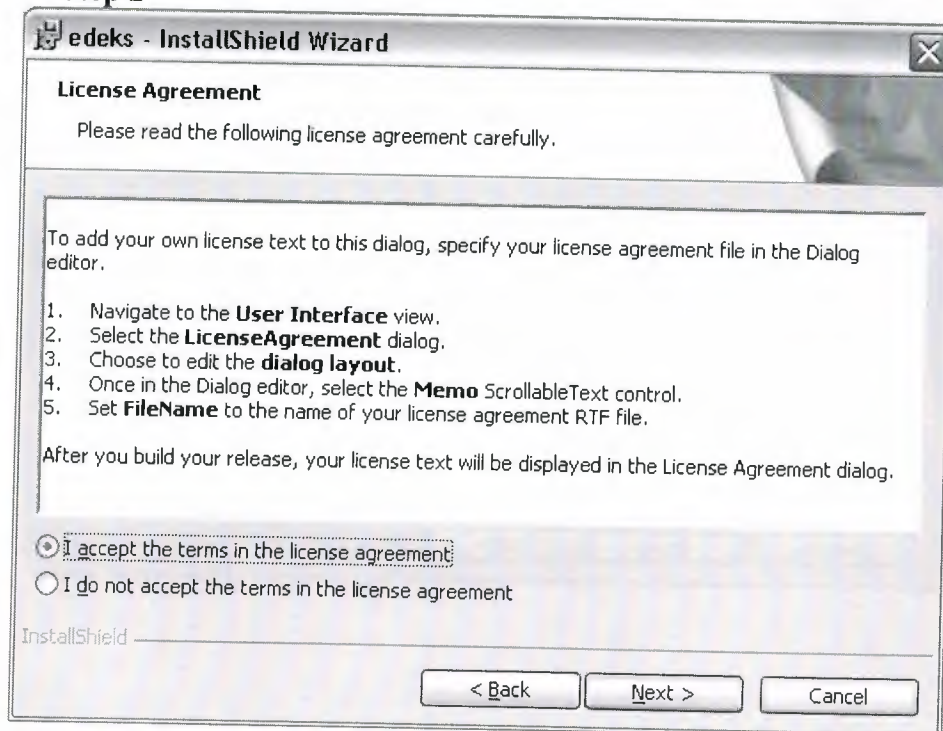 edeks - InstallShield Wizard
License Agreement
Please read the following license agreement carefully.
To add your own license text to this dialog, specify your license agreement file in the Dialog
editor.
1. Navigate to the User Interface view.
2. Select the LicenseAgreement dialog.
3. Choose to edit the dialog layout.
4. Once in the Dialog editor, select the Memo ScrollableText control.
5. Set FileName to the name of your license agreement RTF file.
After you build your release, your license text will be displayed in the License Agreement dialog.
I accept the terms in the license agreement
I do not accept the terms in the license agreement
InstallShield
< Back
Next >
Cancel